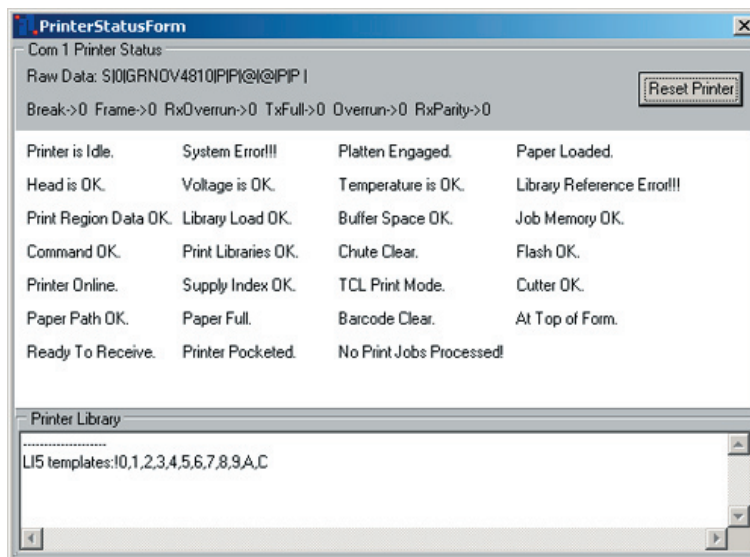 PrinterStatusForm
Com 1 Printer Status
Raw Data: S|0|GRNOV4810|P|P|@|@|P|P |
Reset Printer
Break->0 Frame->0 RxOverrun->0 TxFull->0 Overrun->0 RxParity->0
Printer is Idle. System Error!!! Platten Engaged. Paper Loaded.
Head is OK. Voltage is OK. Temperature is OK. Library Reference Error!!!
Print Region Data OK. Library Load OK. Buffer Space OK. Job Memory OK.
Command OK. Print Libraries OK. Chute Clear. Flash OK.
Printer Online. Supply Index OK. TCL Print Mode. Cutter OK.
Paper Path OK. Paper Full. Barcode Clear. At Top of Form.
Ready To Receive. Printer Pocketed. No Print Jobs Processed!
Printer Library
--------------------
LI5 templates:!0,1,2,3,4,5,6,7,8,9,A,C